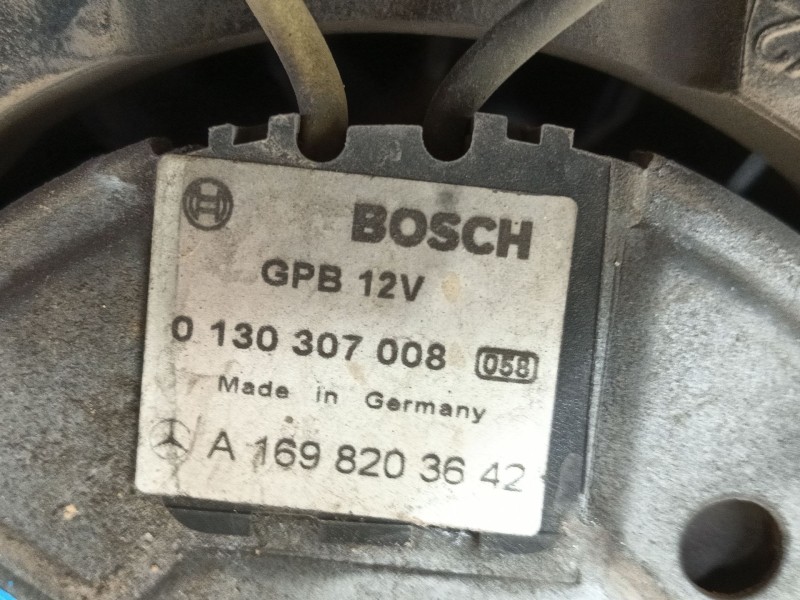 BOSCH
GPB 12V
0 130 307 008 058
Made in Germany
A 169 820 36 42